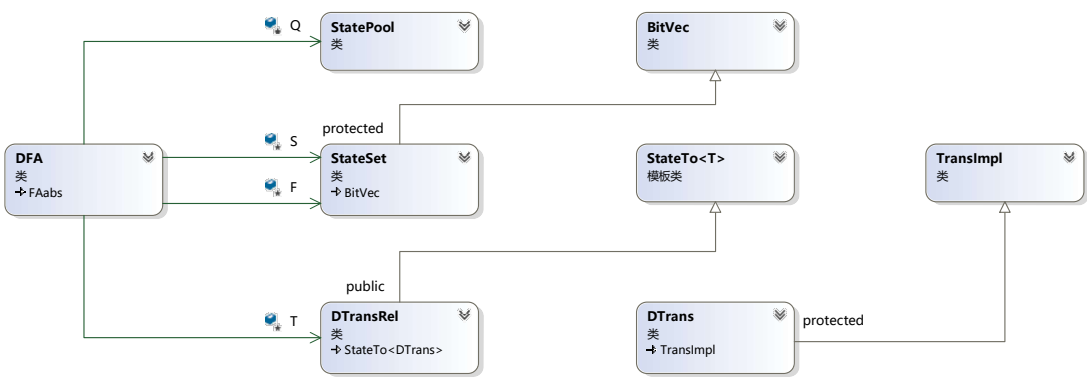 Q
StatePool
类
BitVec
类
protected
DFA
类
FAabs
S
StateSet
类
BitVec
F
StateTo<T>
模板类
TransImpl
类
public
T
DTransRel
类
StateTo<DTrans>
DTrans
类
TransImpl
protected